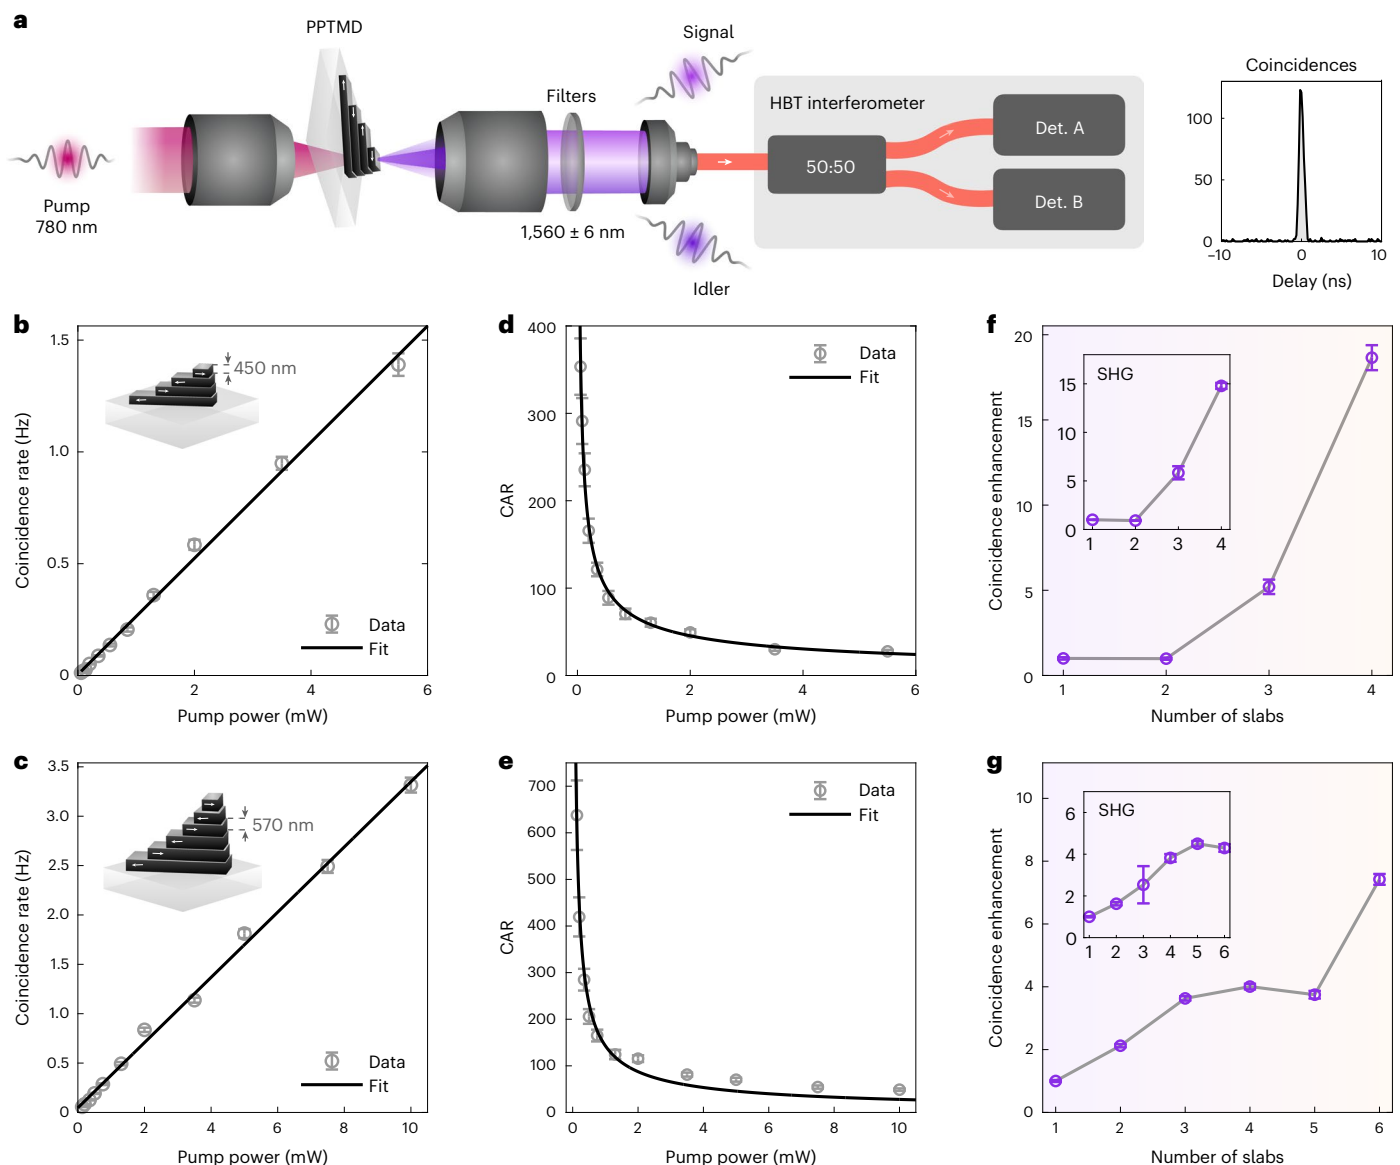 a
PPTMD
Pump
780 nm
Filters
1,560 ± 6 nm
Signal
Idler
HBT interferometer
50:50
Det. A
Det. B
Coincidences
100
50
0
–10
0
10
Delay (ns)
b
1.5
1.0
0.5
0
0
2
4
6
Coincidence rate (Hz)
Pump power (mW)
450 nm
Data
Fit
d
400
300
200
100
0
0
2
4
6
CAR
Pump power (mW)
Data
Fit
f
20
15
10
5
0
1
2
3
4
Coincidence enhancement
Number of slabs
SHG
15
10
5
0
1
2
3
4
c
3.5
3.0
2.5
2.0
1.5
1.0
0.5
0
0
2
4
6
8
10
Coincidence rate (Hz)
Pump power (mW)
570 nm
Data
Fit
e
700
600
500
400
300
200
100
0
0
2
4
6
8
10
CAR
Pump power (mW)
Data
Fit
g
10
8
6
4
2
0
1
2
3
4
5
6
Coincidence enhancement
Number of slabs
SHG
6
4
2
0
1
2
3
4
5
6